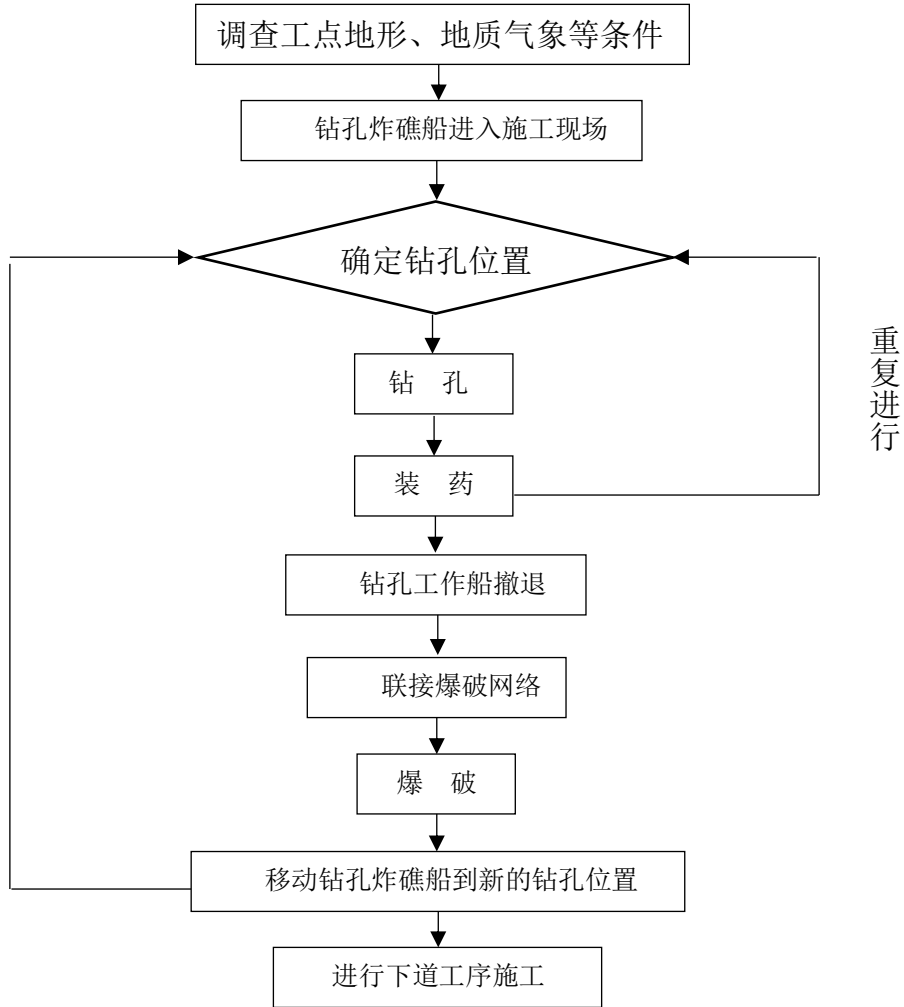 调查工点地形、地质气象等条件
钻孔炸礁船进入施工现场
确定钻孔位置
钻 孔
重复进行
装 药
钻孔工作船撤退
联接爆破网络
爆 破
移动钻孔炸礁船到新的钻孔位置
进行下道工序施工